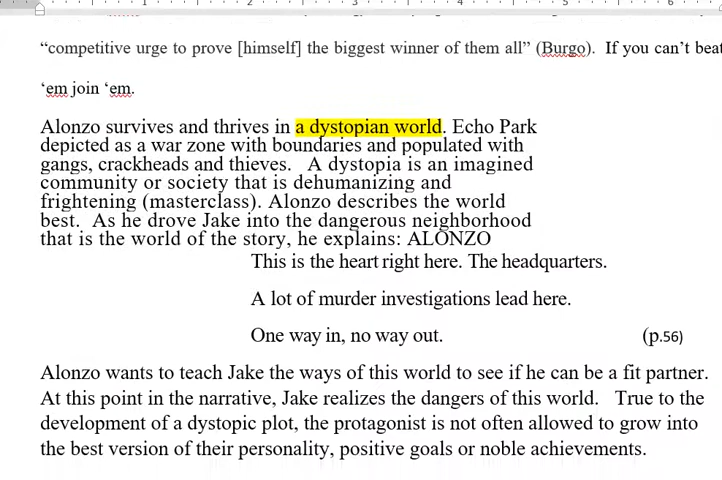 “competitive urge to prove [himself] the biggest winner of them all” (Burgo).  If you can’t beat
‘em join ‘em.
Alonzo survives and thrives in a dystopian world. Echo Park
depicted as a war zone with boundaries and populated with
gangs, crackheads and thieves.   A dystopia is an imagined
community or society that is dehumanizing and
frightening (masterclass). Alonzo describes the world
best.  As he drove Jake into the dangerous neighborhood
that is the world of the story, he explains: ALONZO
This is the heart right here. The headquarters.
A lot of murder investigations lead here.
One way in, no way out. (p.56)
Alonzo wants to teach Jake the ways of this world to see if he can be a fit partner.
At this point in the narrative, Jake realizes the dangers of this world.   True to the
development of a dystopic plot, the protagonist is not often allowed to grow into
the best version of their personality, positive goals or noble achievements.